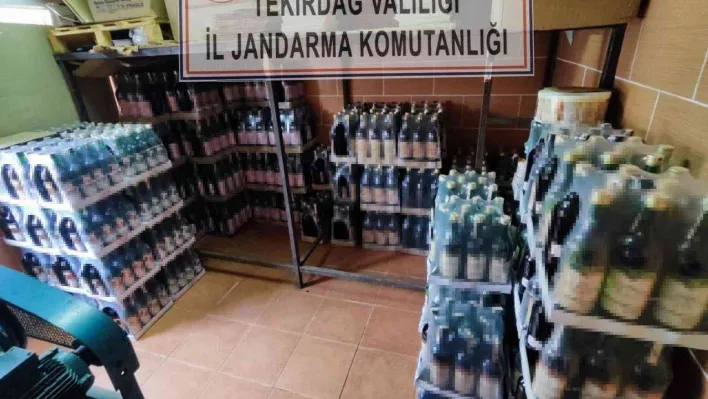 TEKİRDAĞ VALİLİĞİ
İL JANDARMA KOMUTANLIĞI